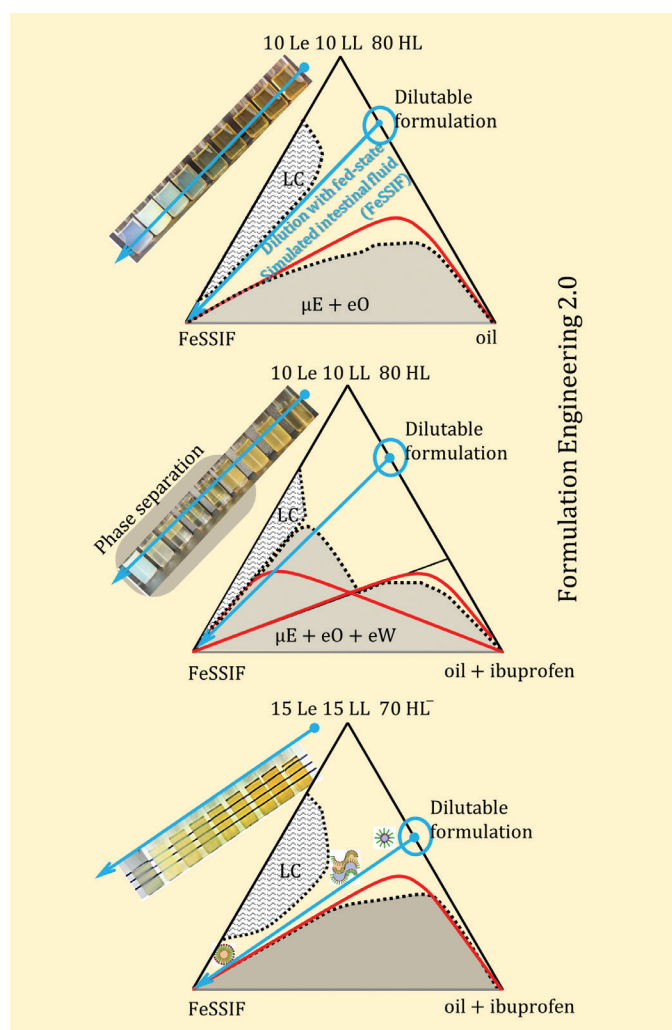 10 Le 10 LL 80 HL
Dilutable
formulation
LC
Dilution with fed-state
Simulated intestinal fluid
(FeSSIF)
μE + eO
FeSSIF
oil
10 Le 10 LL 80 HL
Dilutable
formulation
Phase separation
LC
μE + eO + eW
FeSSIF
oil + ibuprofen
Formulation Engineering 2.0
15 Le 15 LL 70 HL¯
Dilutable
formulation
LC
FeSSIF
oil + ibuprofen